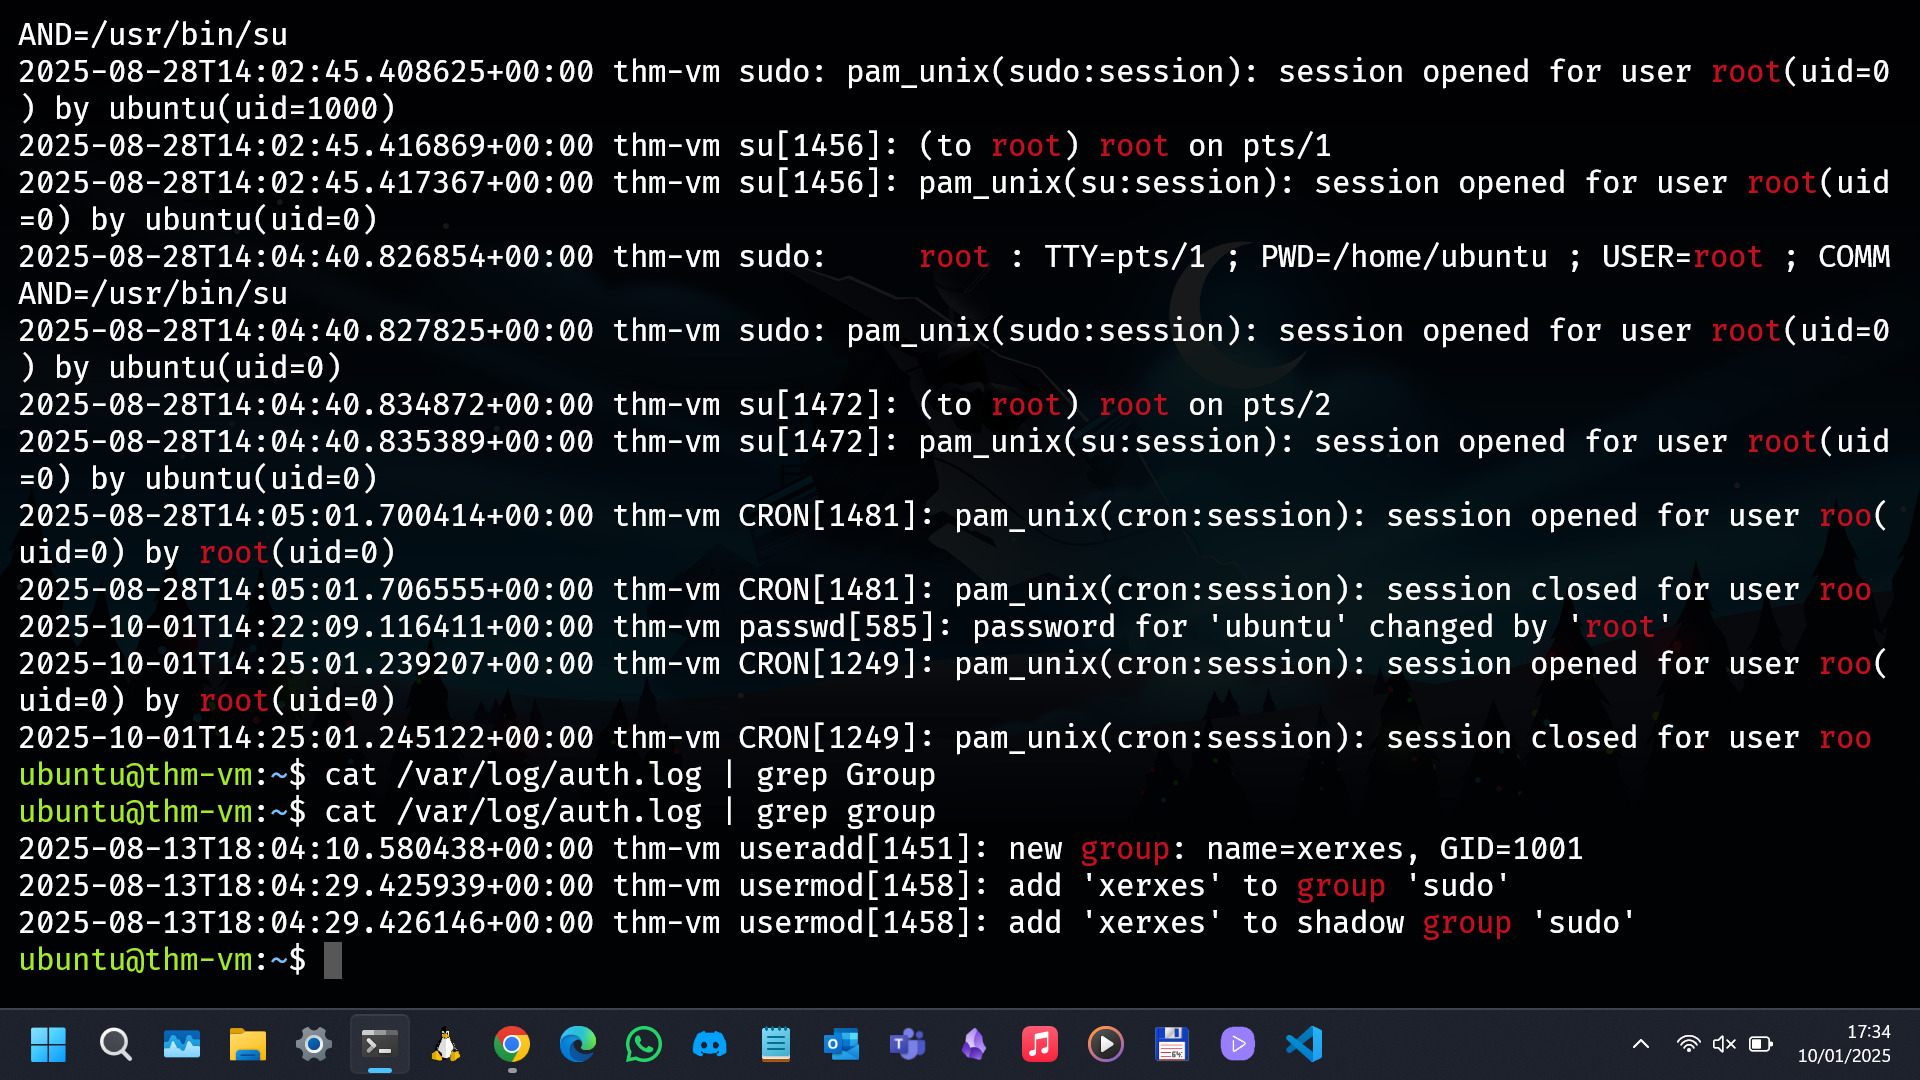 AND=/usr/bin/su
2025-08-28T14:02:45.408625+00:00 thm-vm sudo: pam_unix(sudo:session): session opened for user root(uid=0
) by ubuntu(uid=1000)
2025-08-28T14:02:45.416869+00:00 thm-vm su[1456]: (to root) root on pts/1
2025-08-28T14:02:45.417367+00:00 thm-vm su[1456]: pam_unix(su:session): session opened for user root(uid
=0) by ubuntu(uid=0)
2025-08-28T14:04:40.826854+00:00 thm-vm sudo:     root : TTY=pts/1 ; PWD=/home/ubuntu ; USER=root ; COMM
AND=/usr/bin/su
2025-08-28T14:04:40.827825+00:00 thm-vm sudo: pam_unix(sudo:session): session opened for user root(uid=0
) by ubuntu(uid=0)
2025-08-28T14:04:40.834872+00:00 thm-vm su[1472]: (to root) root on pts/2
2025-08-28T14:04:40.835389+00:00 thm-vm su[1472]: pam_unix(su:session): session opened for user root(uid
=0) by ubuntu(uid=0)
2025-08-28T14:05:01.700414+00:00 thm-vm CRON[1481]: pam_unix(cron:session): session opened for user roo(
uid=0) by root(uid=0)
2025-08-28T14:05:01.706555+00:00 thm-vm CRON[1481]: pam_unix(cron:session): session closed for user roo
2025-10-01T14:22:09.116411+00:00 thm-vm passwd[585]: password for 'ubuntu' changed by 'root'
2025-10-01T14:25:01.239207+00:00 thm-vm CRON[1249]: pam_unix(cron:session): session opened for user roo(
uid=0) by root(uid=0)
2025-10-01T14:25:01.245122+00:00 thm-vm CRON[1249]: pam_unix(cron:session): session closed for user roo
ubuntu@thm-vm:~$ cat /var/log/auth.log | grep Group
ubuntu@thm-vm:~$ cat /var/log/auth.log | grep group
2025-08-13T18:04:10.580438+00:00 thm-vm useradd[1451]: new group: name=xerxes, GID=1001
2025-08-13T18:04:29.425939+00:00 thm-vm usermod[1458]: add 'xerxes' to group 'sudo'
2025-08-13T18:04:29.426146+00:00 thm-vm usermod[1458]: add 'xerxes' to shadow group 'sudo'
ubuntu@thm-vm:~$
17:34
10/01/2025